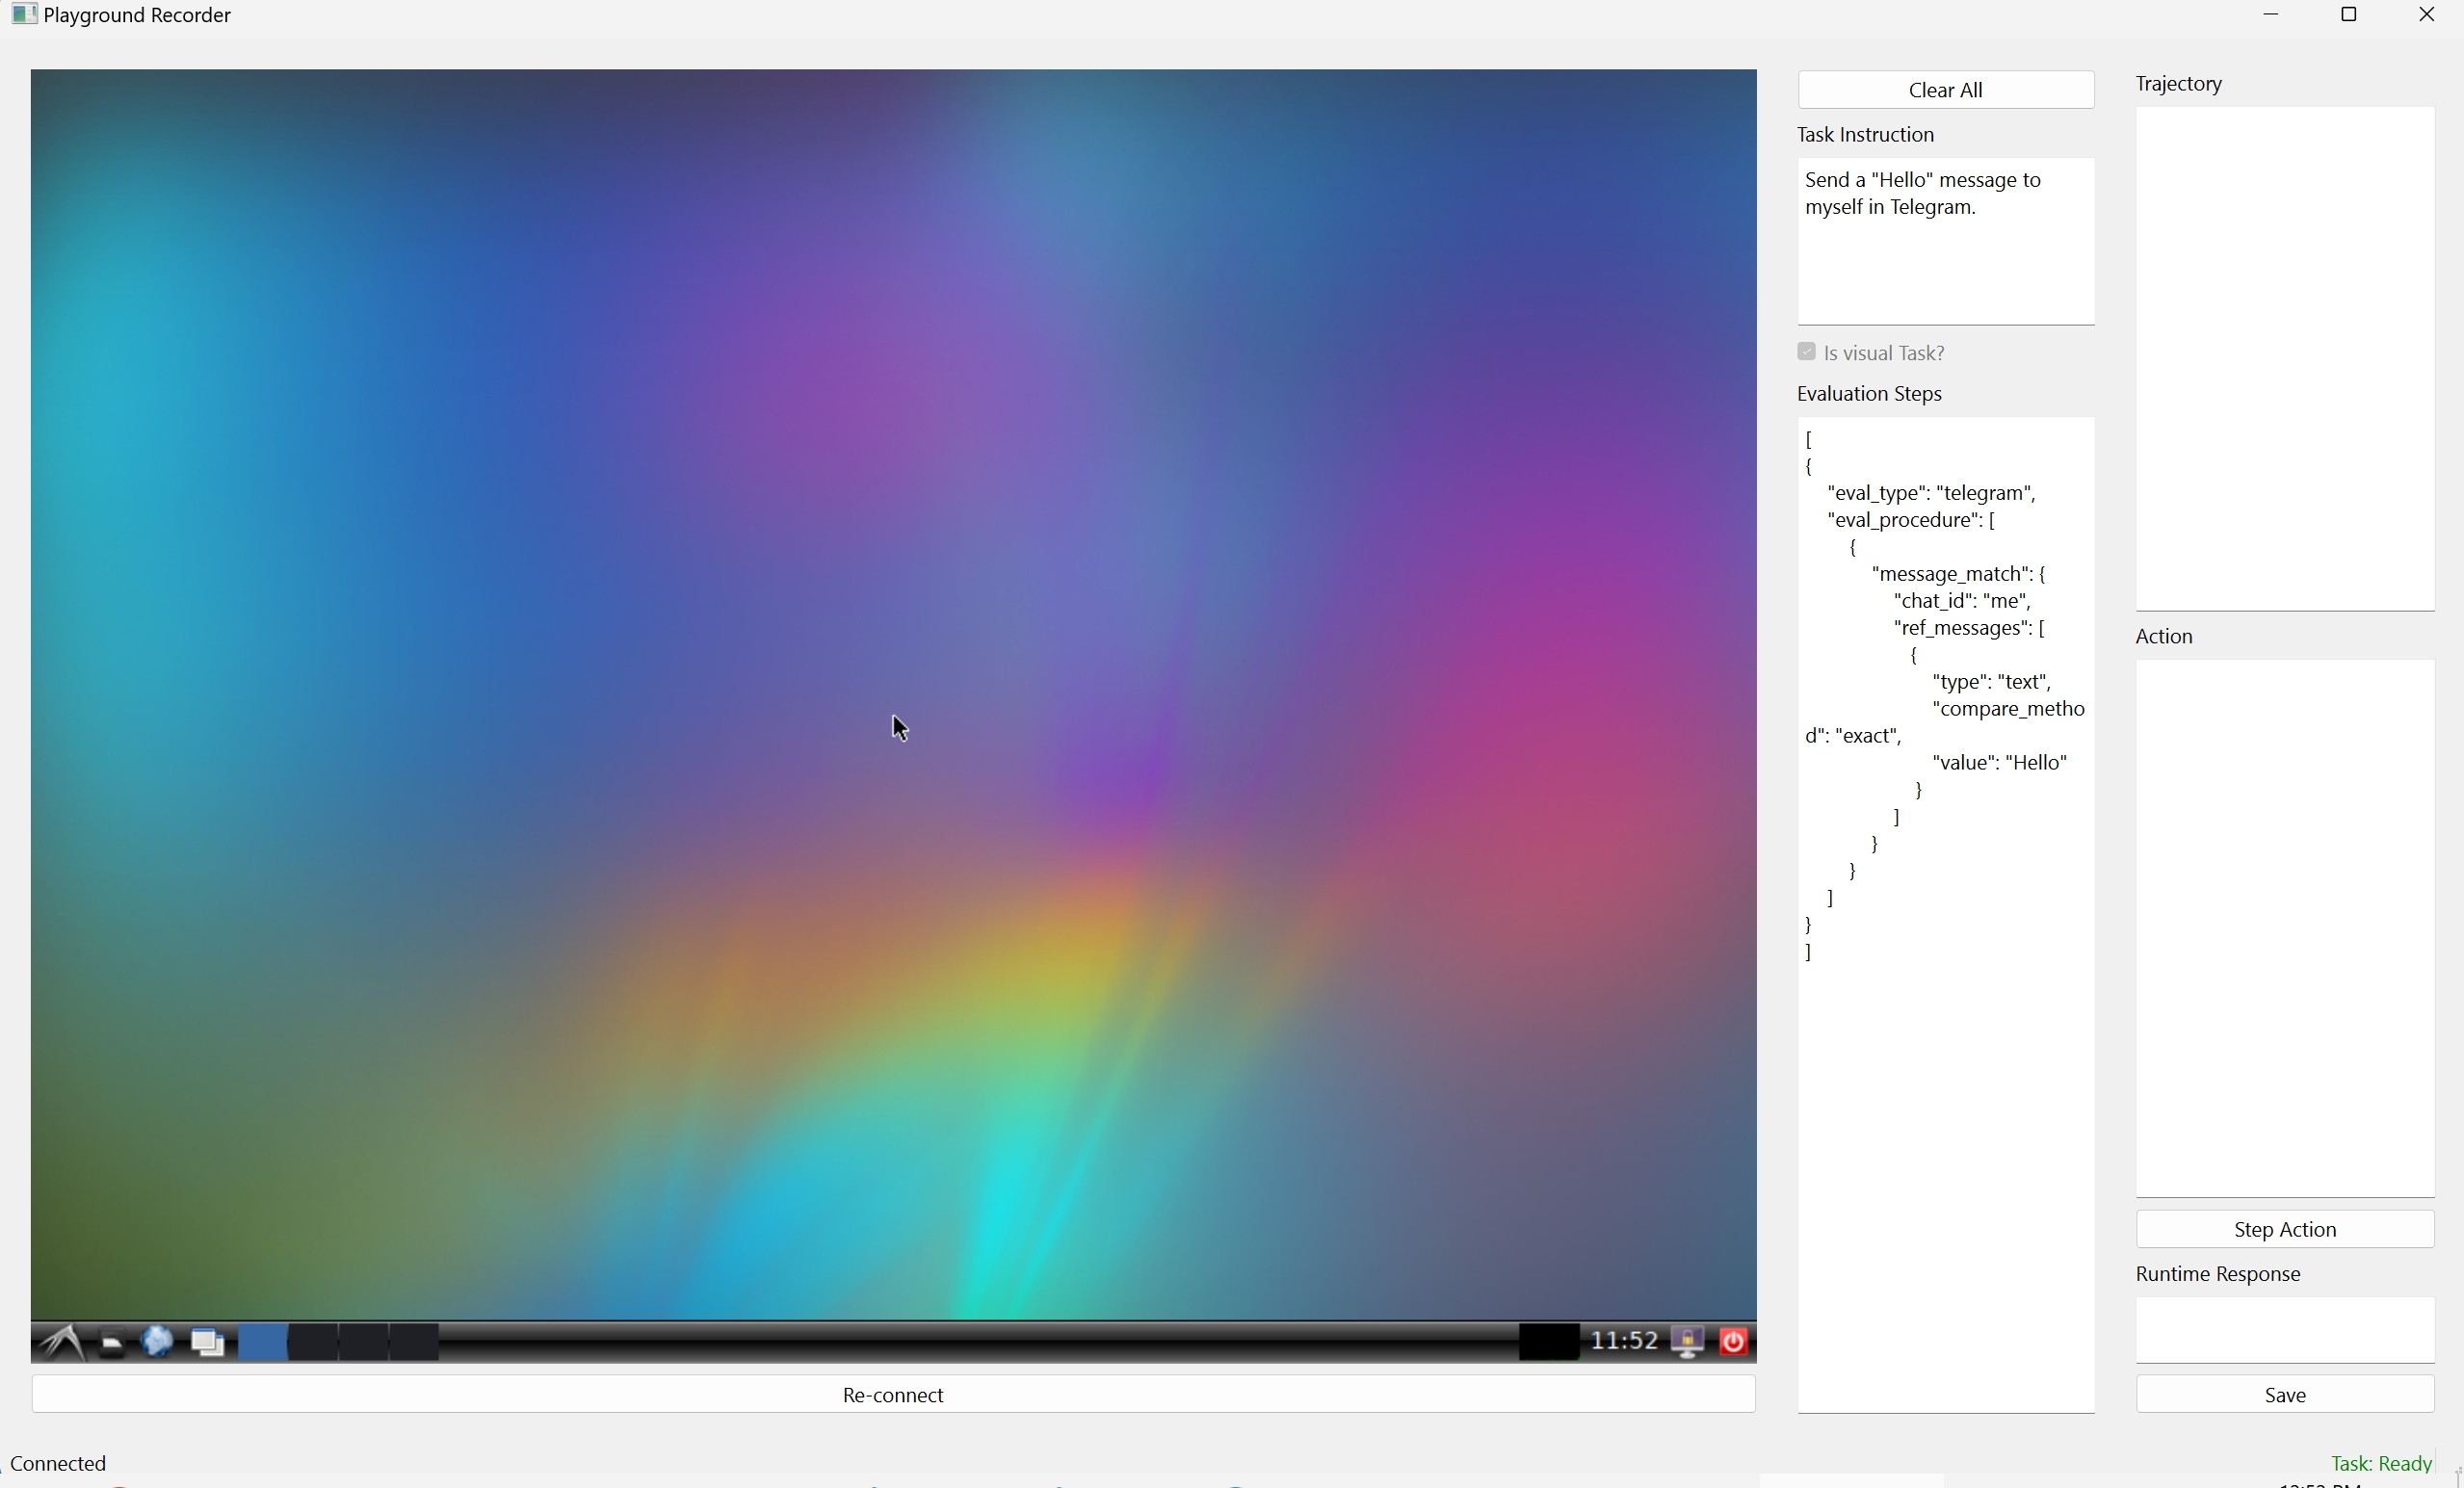 Playground Recorder
Clear All
Task Instruction
Send a "Hello" message to
myself in Telegram.
Is visual Task?
Evaluation Steps
[
{
"eval_type": "telegram",
"eval_procedure": [
{
"message_match": {
"chat_id": "me",
"ref_messages": [
{
"type": "text",
"compare_metho
d": "exact",
"value": "Hello"
}
]
}
}
]
}
]
Trajectory
Action
Step Action
Runtime Response
Save
11:52
Re-connect
Connected
Task: Ready